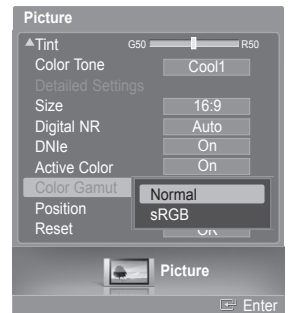 Picture
▲Tint G50 R50
Color Tone Cool1
Detailed Settings
Size 16:9
Digital NR Auto
DNIe On
Active Color On
Color Gamut Normal
Position sRGB
Reset OK
Picture
Enter